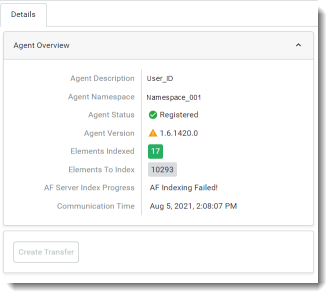 Details
Agent Overview
Agent Description User_ID
Agent Namespace Namespace_001
Agent Status Registered
Agent Version 1.6.1420.0
Elements Indexed 17
Elements To Index 10293
AF Server Index Progress AF Indexing Failed!
Communication Time Aug 5, 2021, 2:08:07 PM
Create Transfer